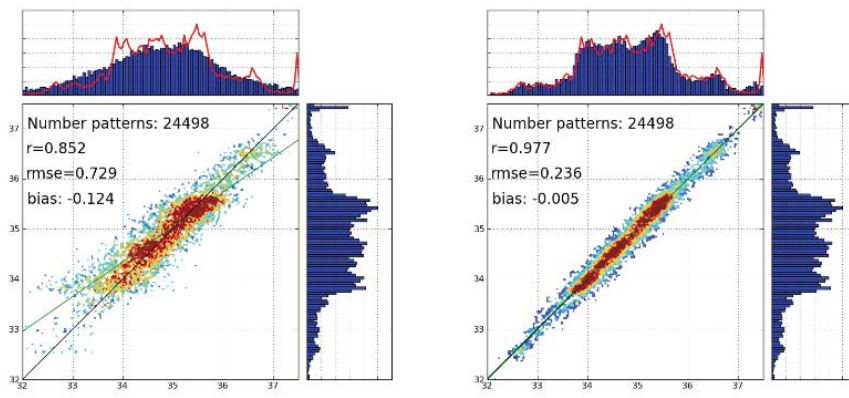 Number patterns: 24498
r=0.852
rmse=0.729
bias: -0.124
37
36
35
34
33
32
32 33 34 35 36 37
Number patterns: 24498
r=0.977
rmse=0.236
bias: -0.005
37
36
35
34
33
32
32 33 34 35 36 37